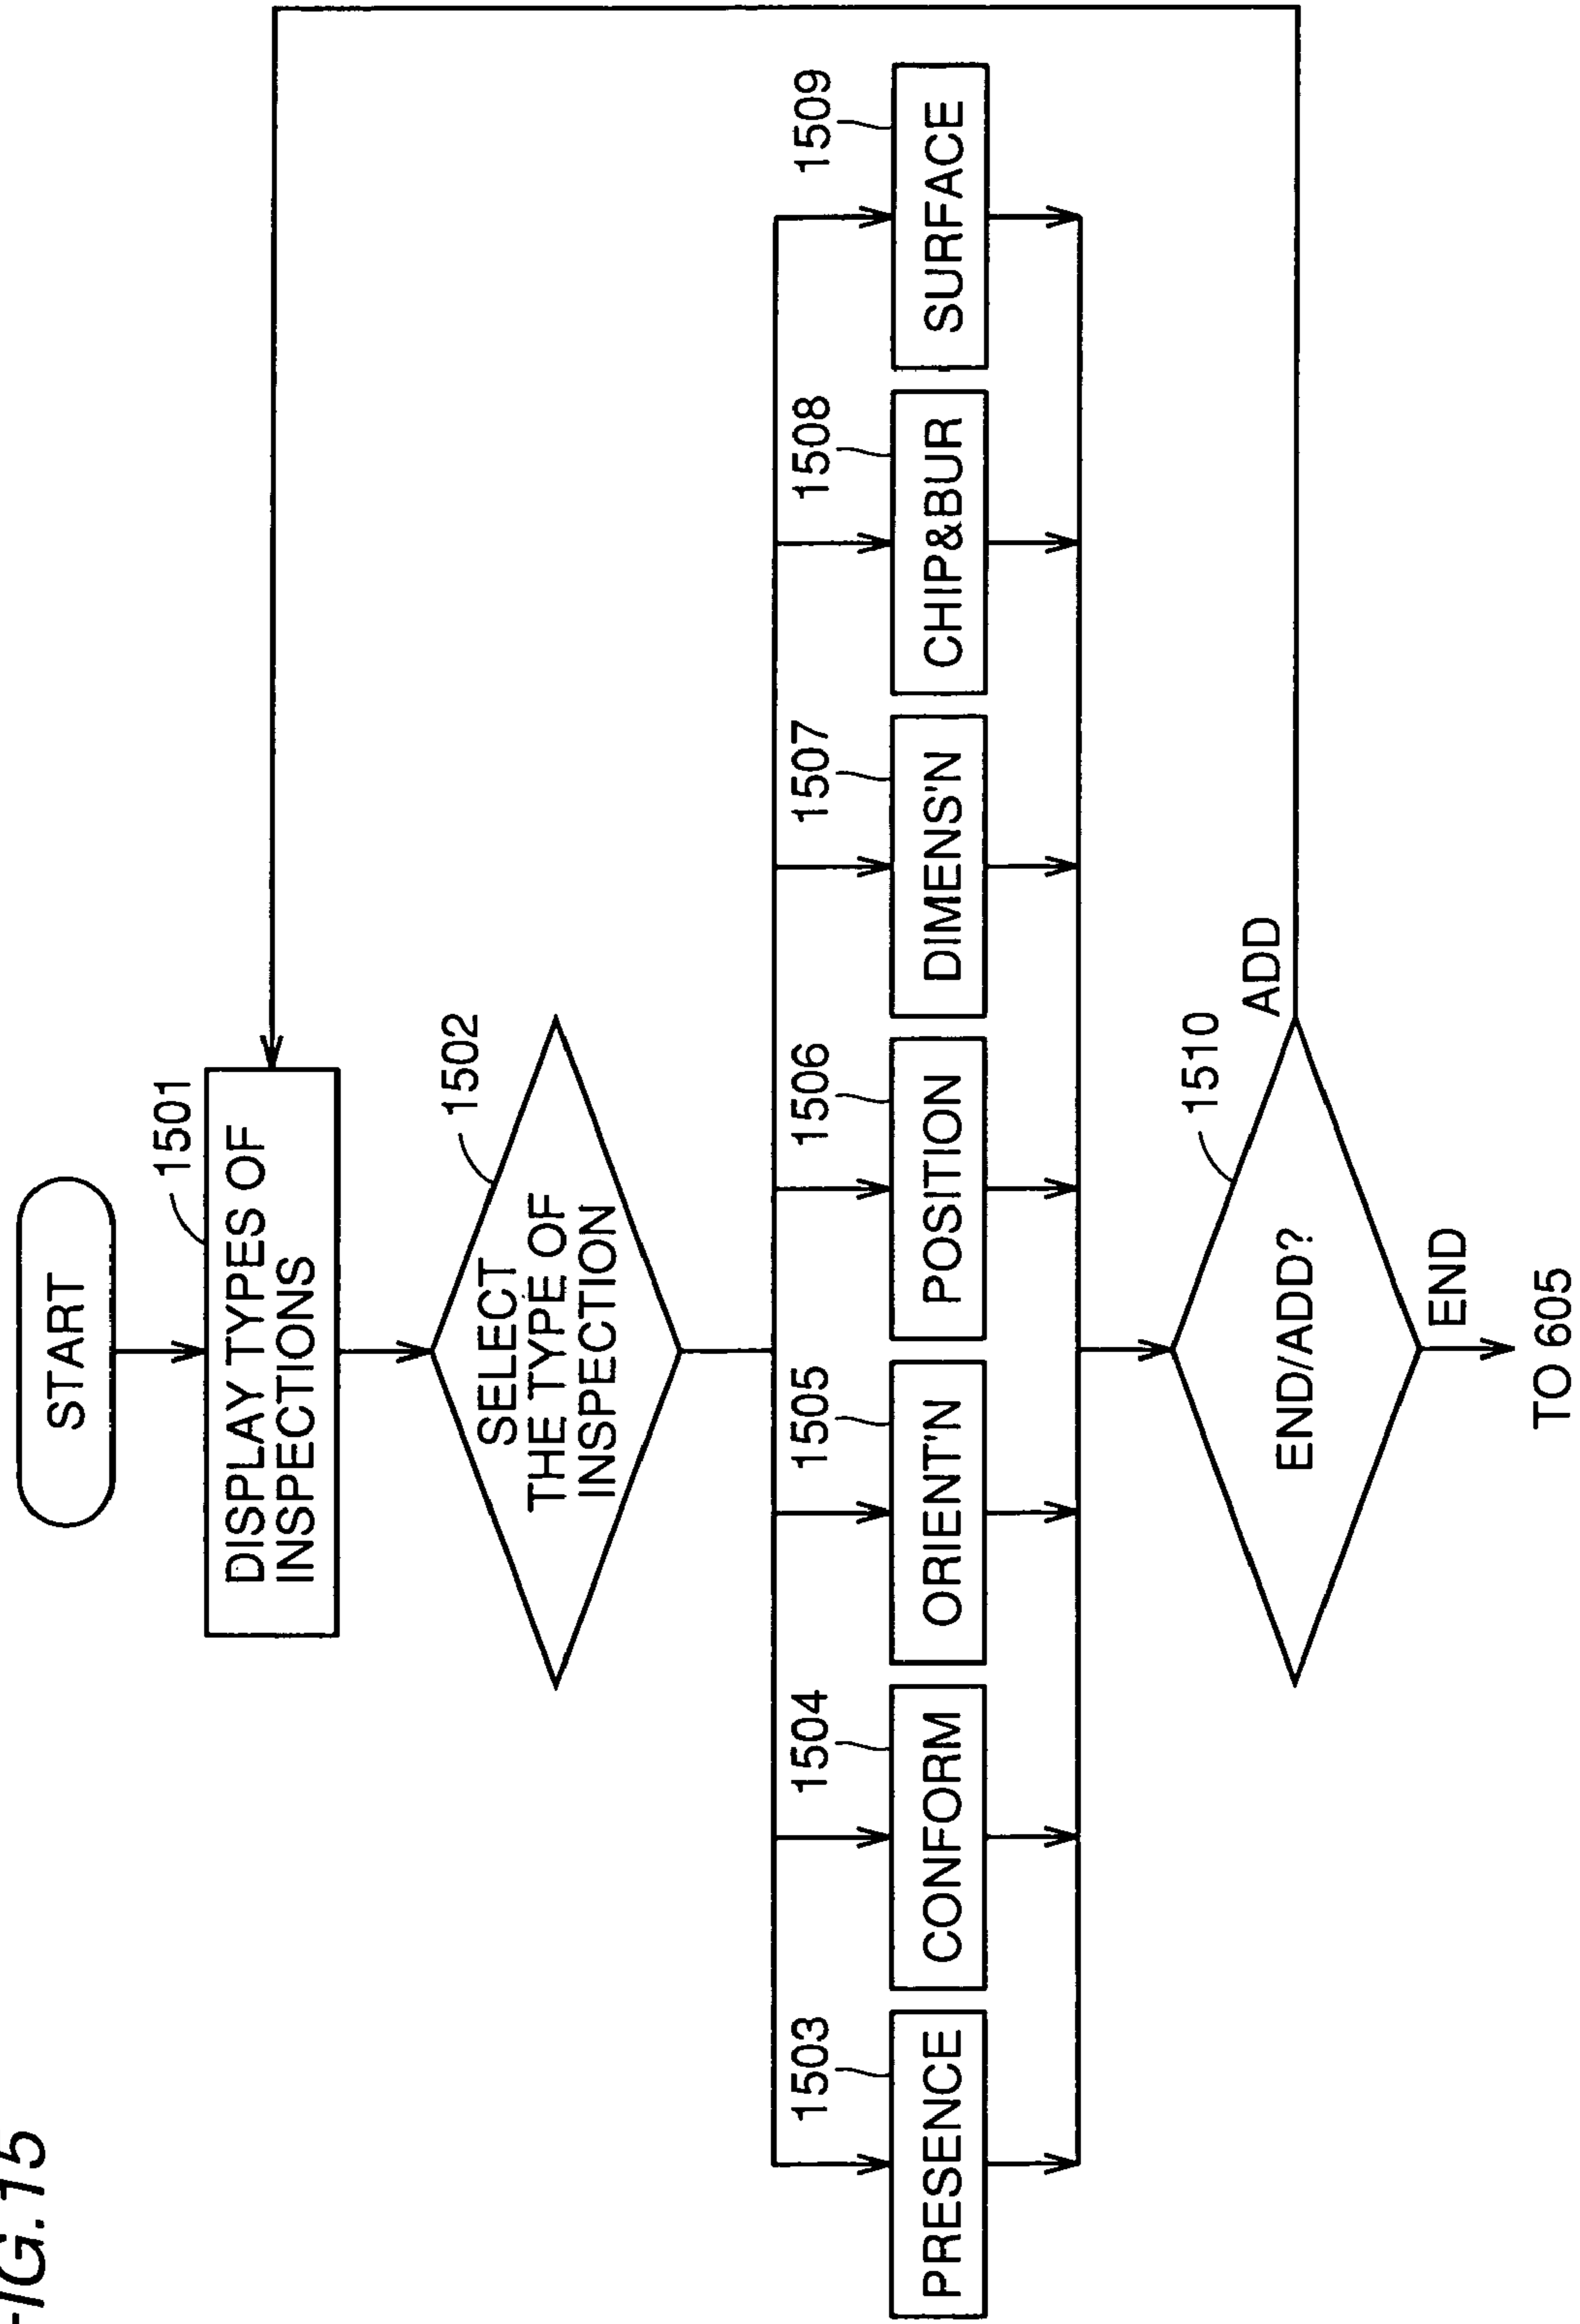 FIG.15
START
1501
DISPLAY TYPES OF
INSPECTIONS
1502
SELECT
THE TYPE OF
INSPECTION
1503
1504
1505
1506
1507
1508
1509
PRESENCE
CONFORM
ORIENT'N
POSITION
DIMENS'N
CHIP&BUR
SURFACE
1510
END/ADD?
ADD
END
TO 605